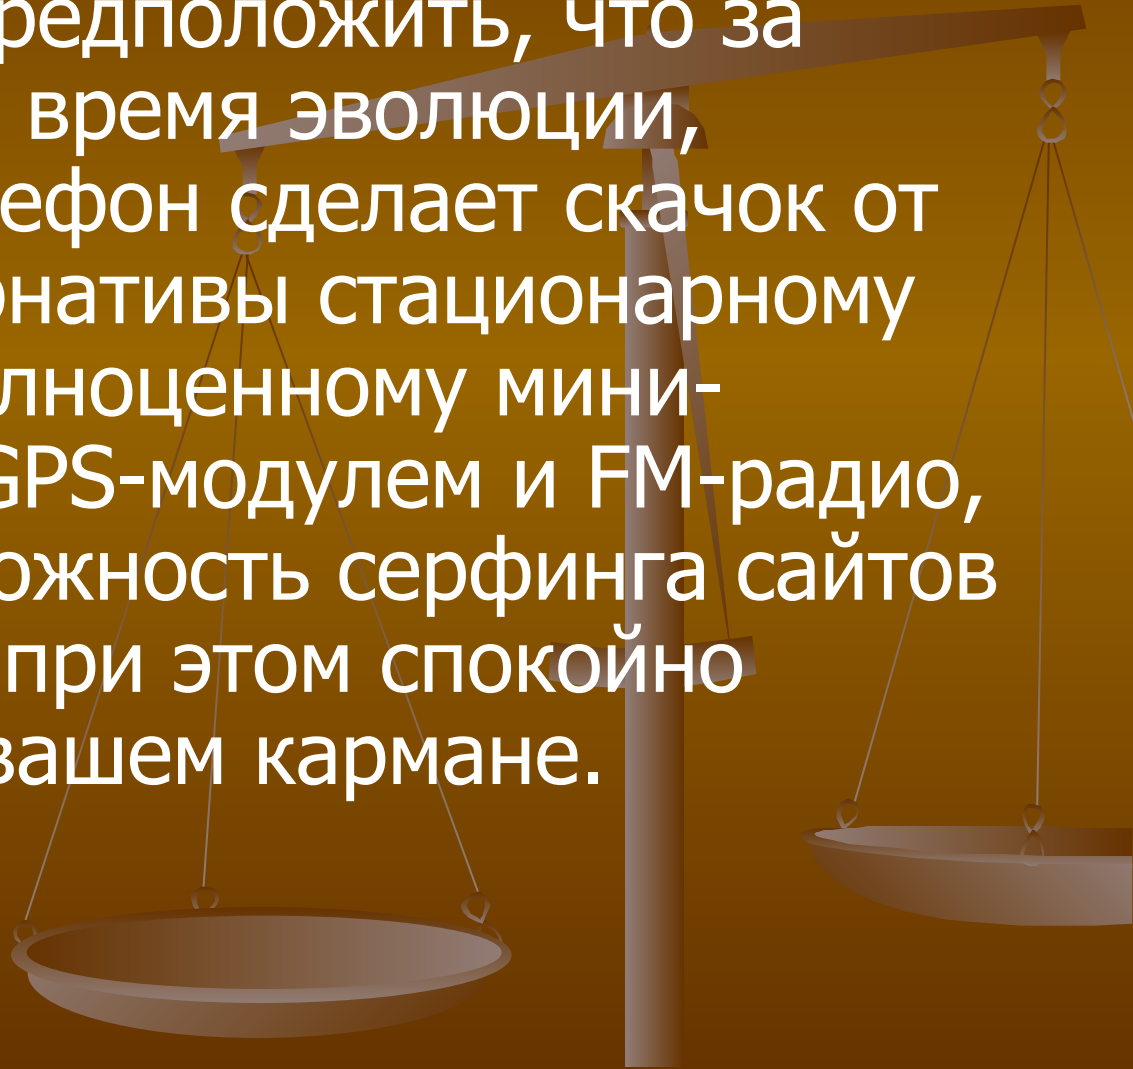 редположить, что за
время эволюции,
ефон сделает скачок от
рнативы стационарному
лноценному мини-
GPS-модулем и FM-радио,
ожность серфинга сайтов
при этом спокойно
вашем кармане.